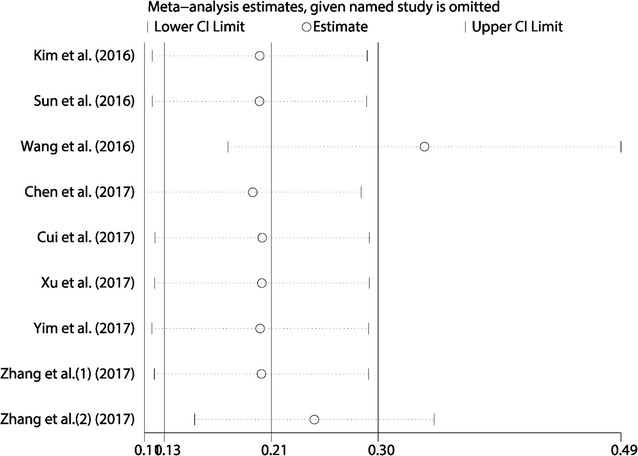 Meta−analysis estimates, given named study is omitted
Lower CI Limit Estimate Upper CI Limit
Kim et al. (2016)
Sun et al. (2016)
Wang et al. (2016)
Chen et al. (2017)
Cui et al. (2017)
Xu et al. (2017)
Yim et al. (2017)
Zhang et al.(1) (2017)
Zhang et al.(2) (2017)
0.11 0.13 0.21 0.30 0.49